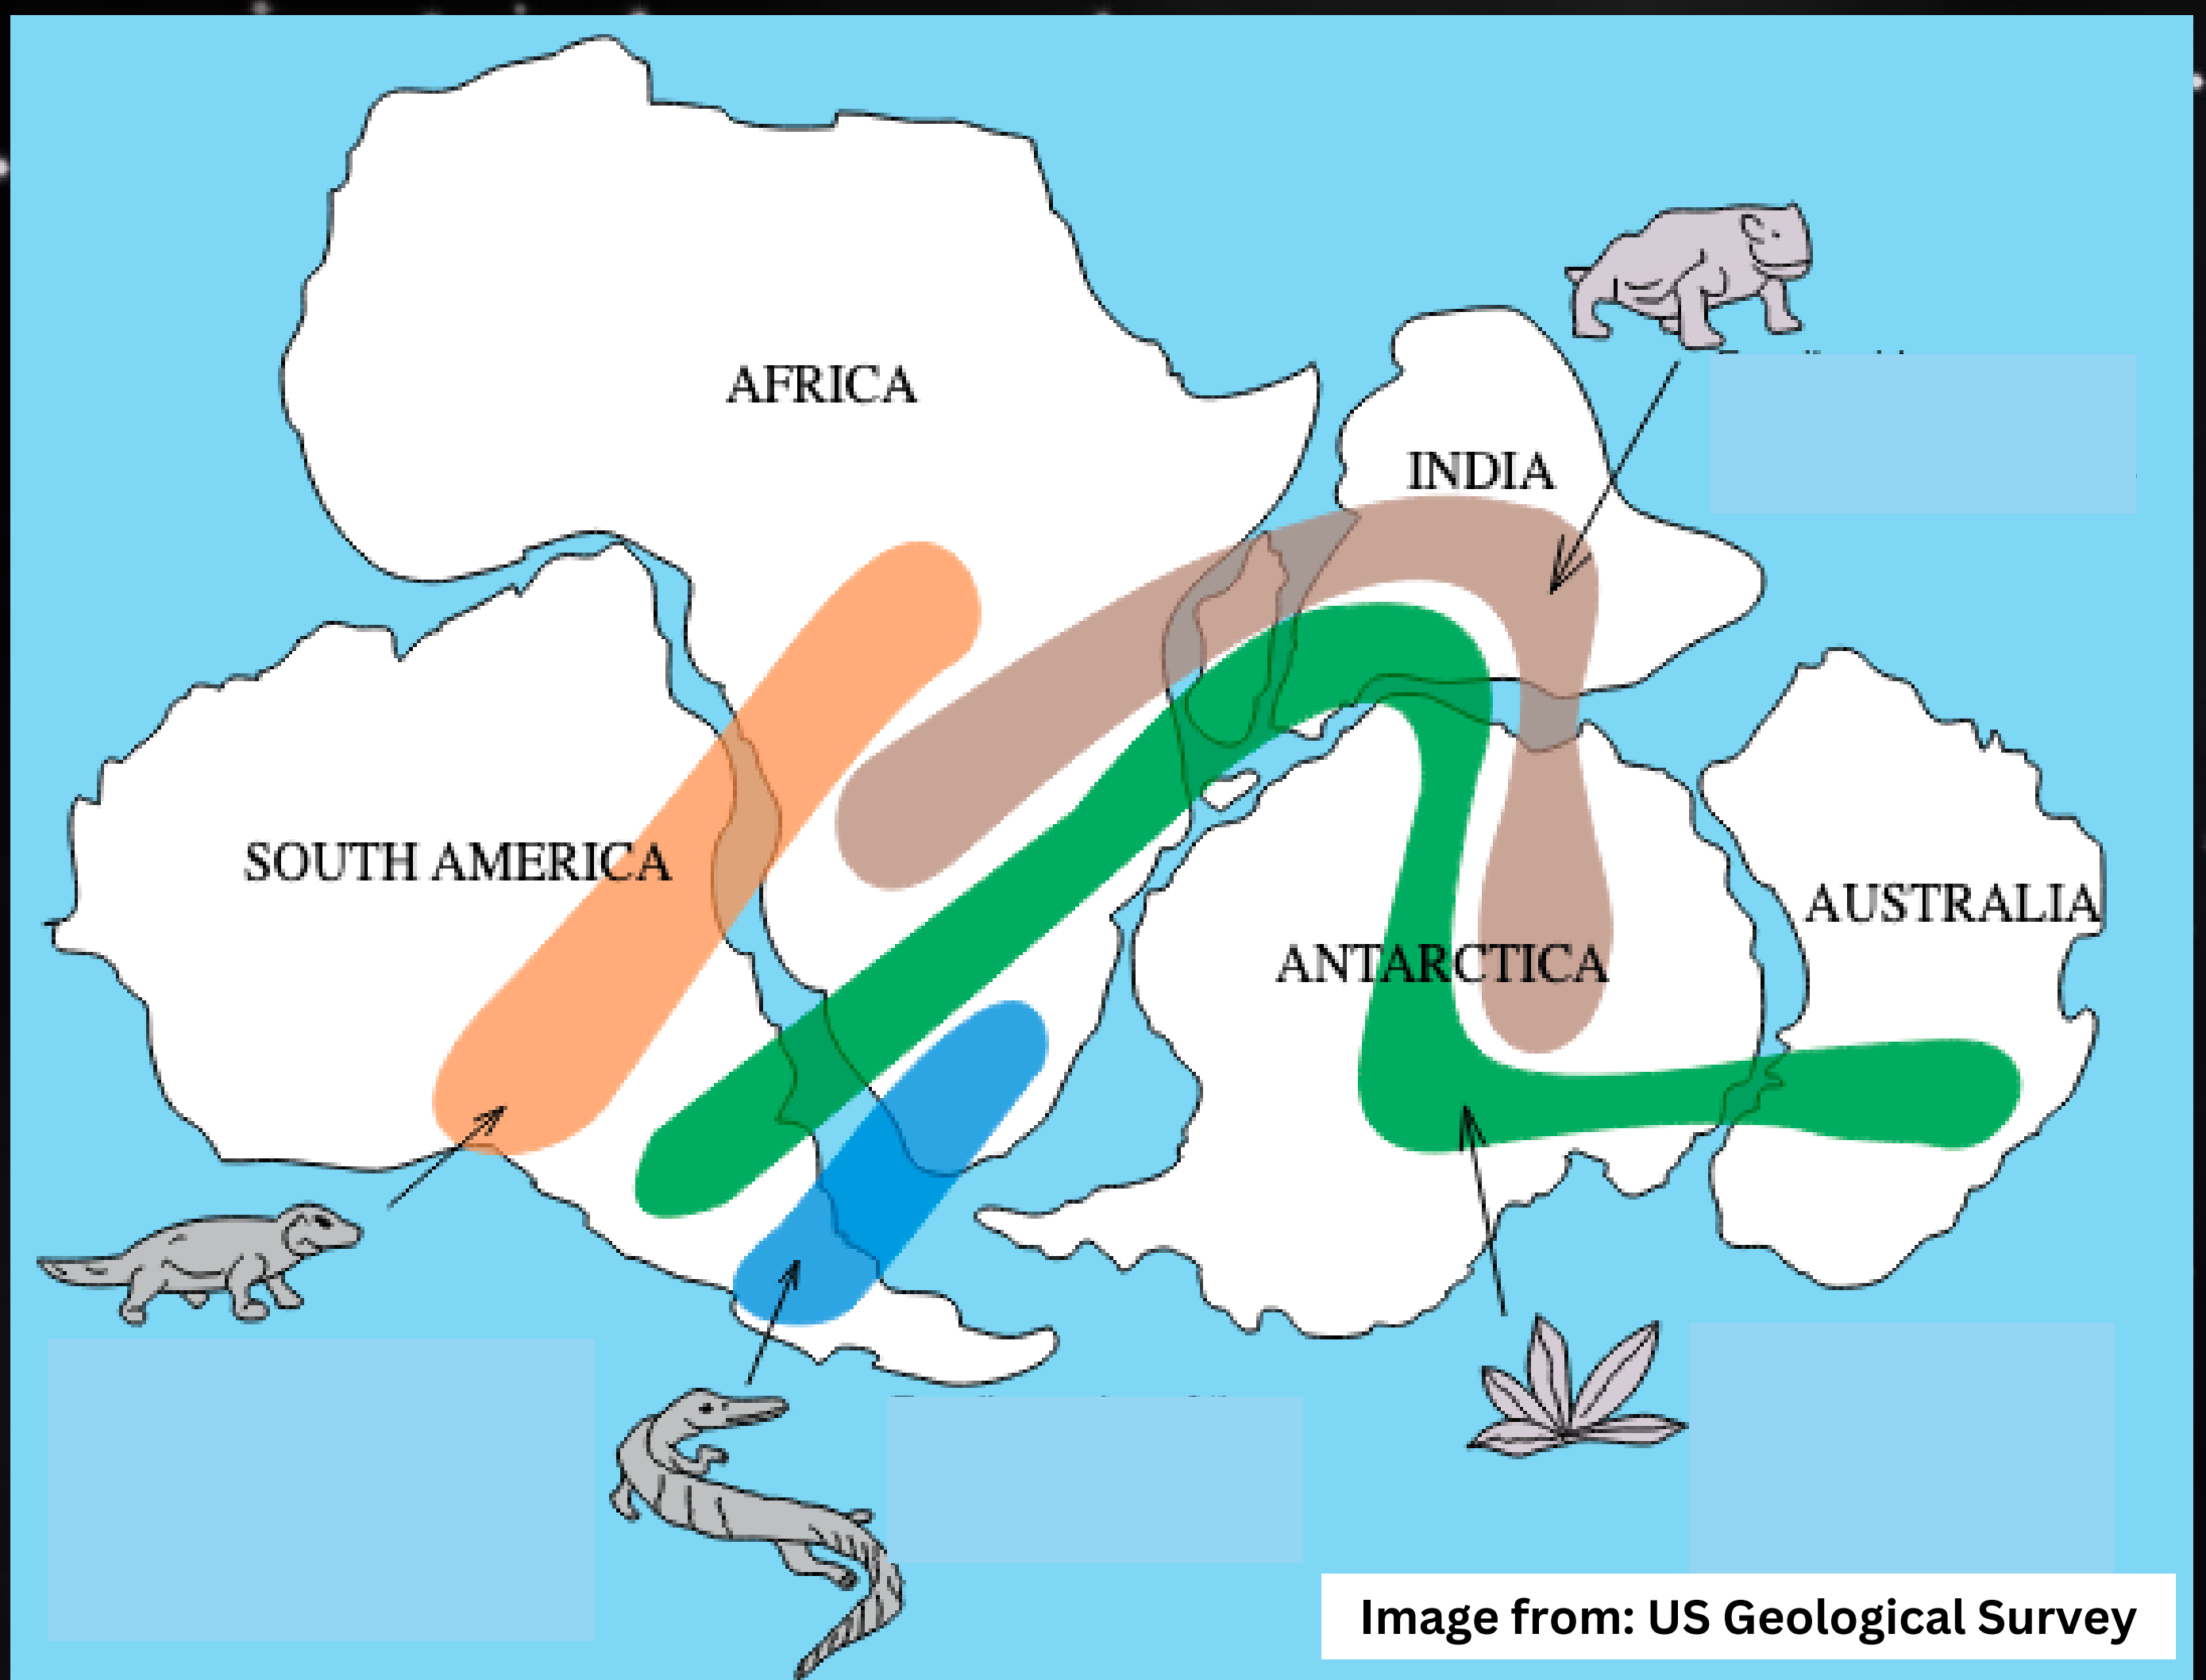 AFRICA
INDIA
SOUTH AMERICA
AUSTRALIA
ANTARCTICA
Image from: US Geological Survey